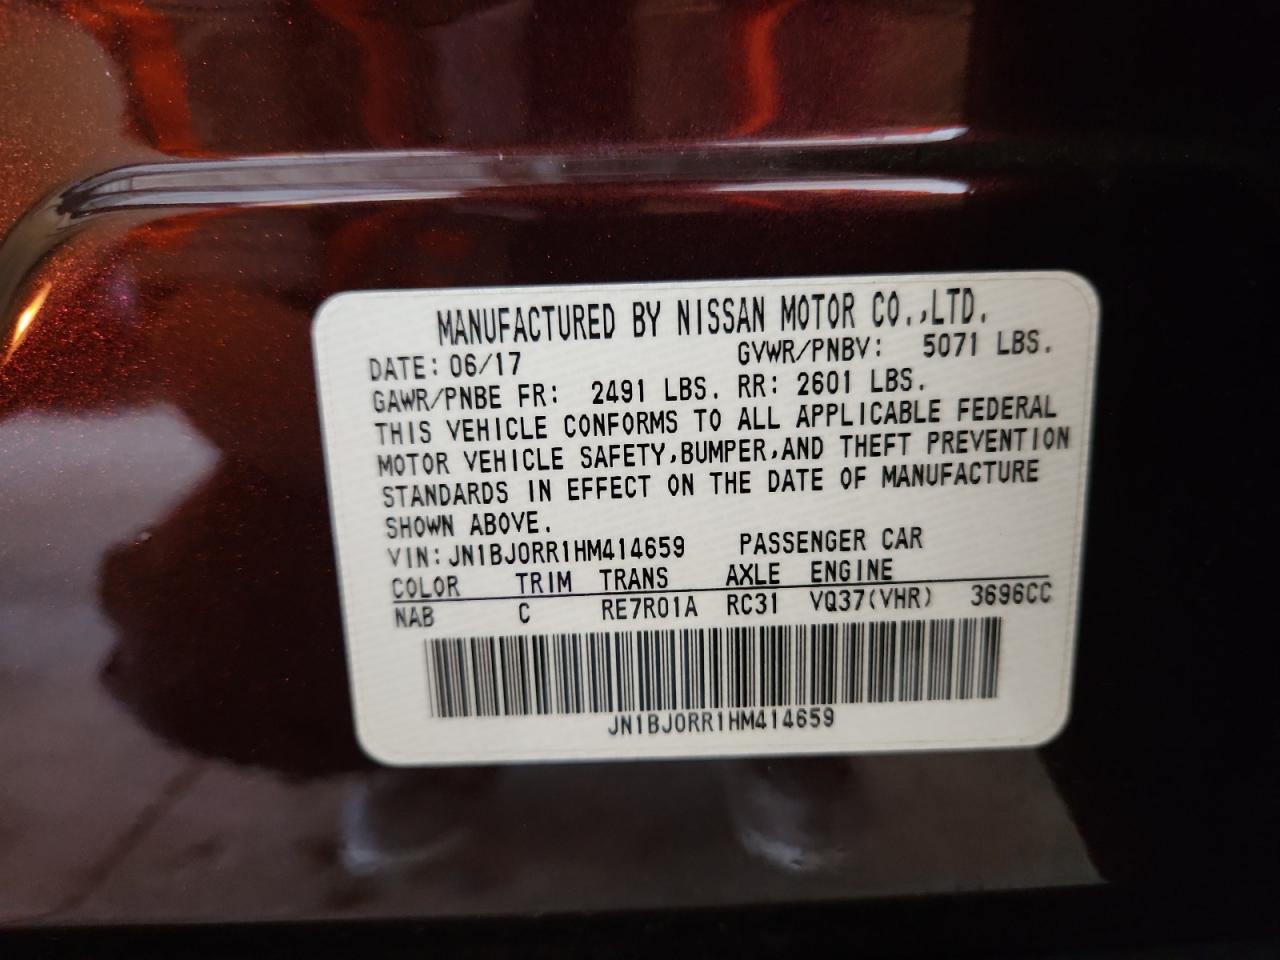 MANUFACTURED BY NISSAN MOTOR CO.,LTD.
DATE: 06/17 GVWR/PNBV: 5071 LBS.
GAWR/PNBE FR: 2491 LBS. RR: 2601 LBS.
THIS VEHICLE CONFORMS TO ALL APPLICABLE FEDERAL
MOTOR VEHICLE SAFETY,BUMPER,AND THEFT PREVENTION
STANDARDS IN EFFECT ON THE DATE OF MANUFACTURE
SHOWN ABOVE.
VIN: JN1BJ0RR1HM414659 PASSENGER CAR
COLOR TRIM TRANS AXLE ENGINE
NAB C RE7R01A RC31 VQ37(VHR) 3696CC
JN1BJ0RR1HM414659